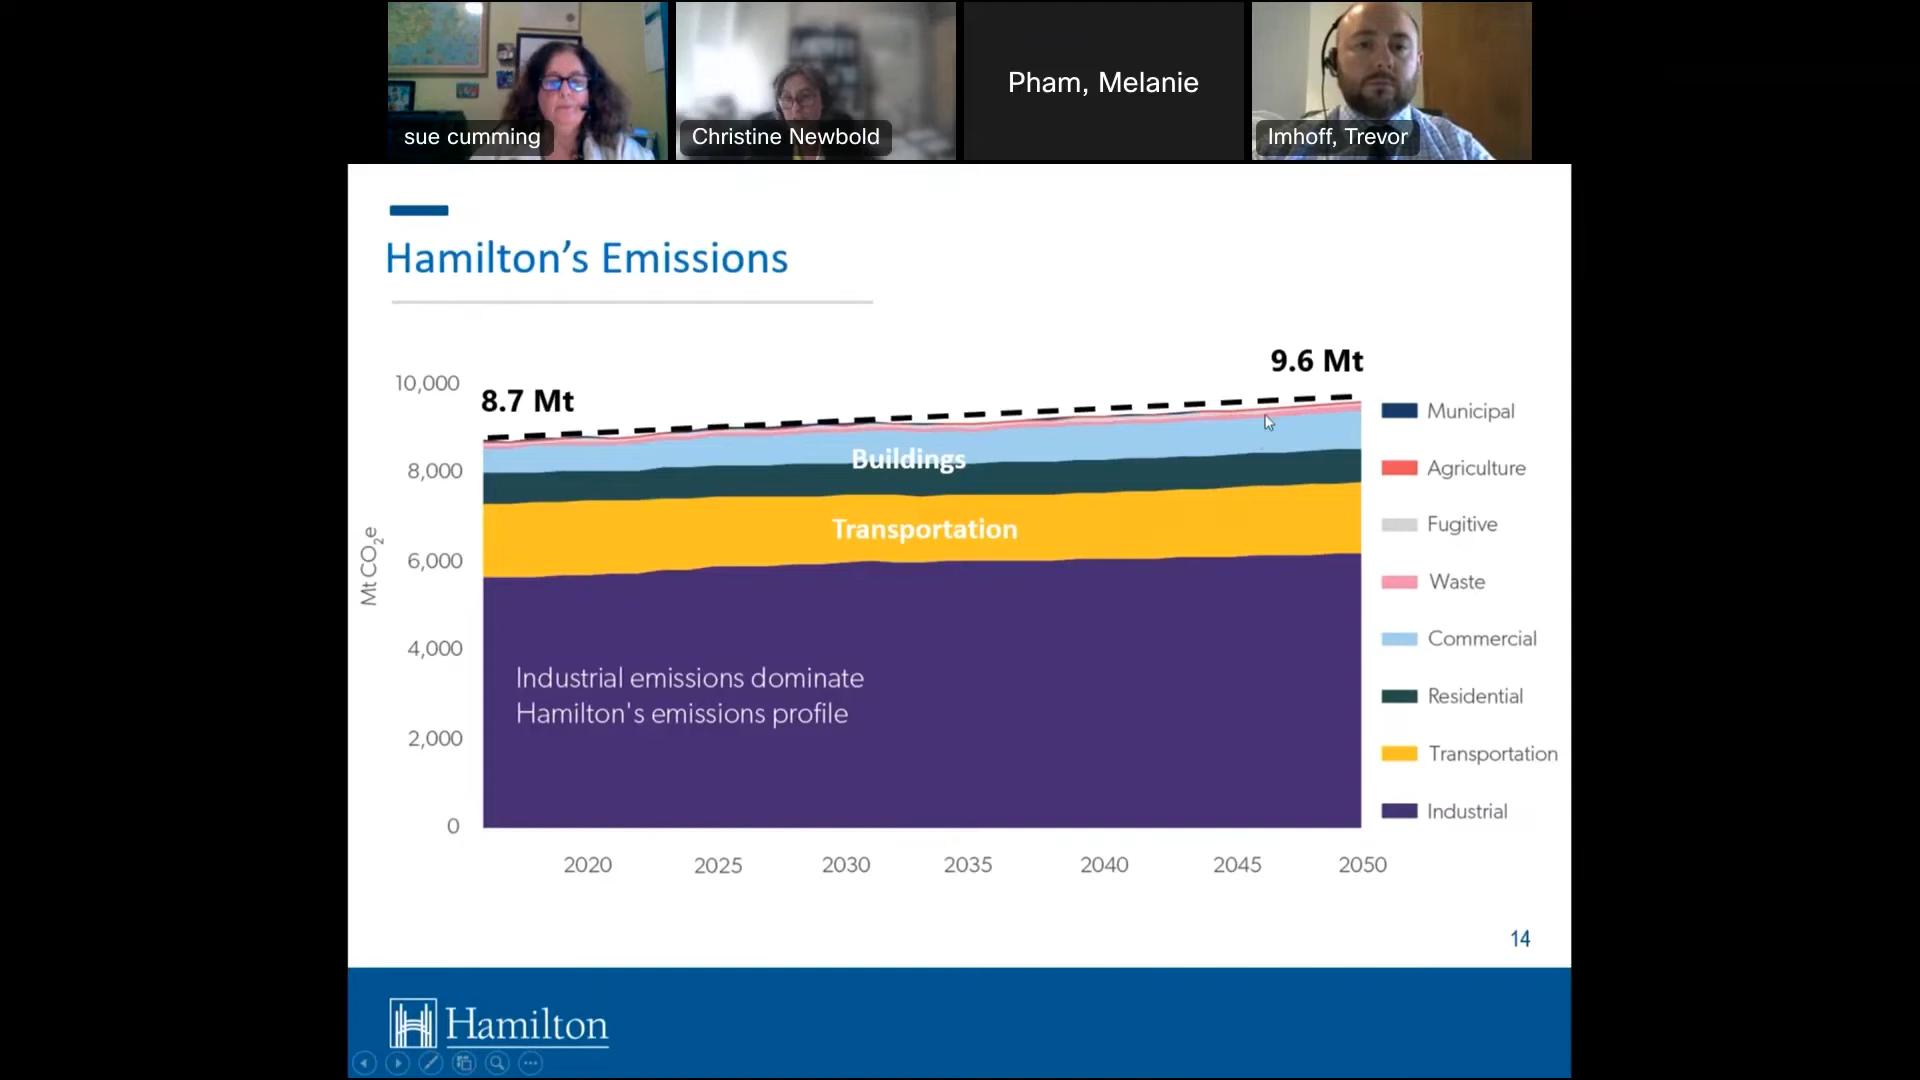 sue cumming
Christine Newbold
Pham, Melanie
Imhoff, Trevor
Hamilton’s Emissions
8.7 Mt
9.6 Mt
Mt CO₂e
10,000
8,000
6,000
4,000
2,000
0
Buildings
Transportation
Industrial emissions dominate
Hamilton's emissions profile
2020 2025 2030 2035 2040 2045 2050
Municipal
Agriculture
Fugitive
Waste
Commercial
Residential
Transportation
Industrial
14
Hamilton